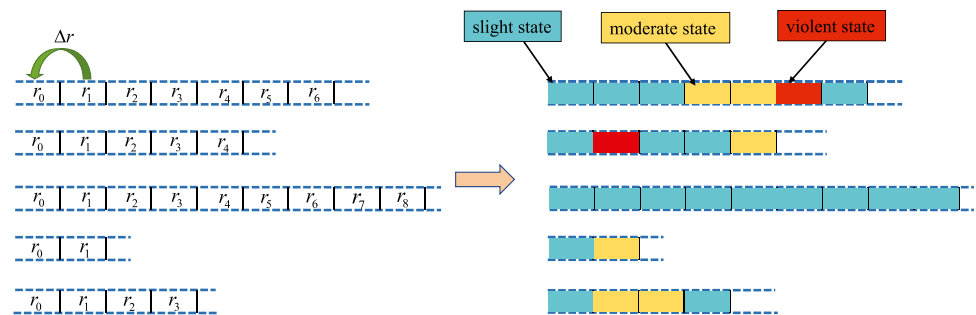 slight state
moderate state
violent state
Δr
r₀ r₁ r₂ r₃ r₄ r₅ r₆
r₀ r₁ r₂ r₃ r₄
r₀ r₁ r₂ r₃ r₄ r₅ r₆ r₇ r₈
r₀ r₁
r₀ r₁ r₂ r₃